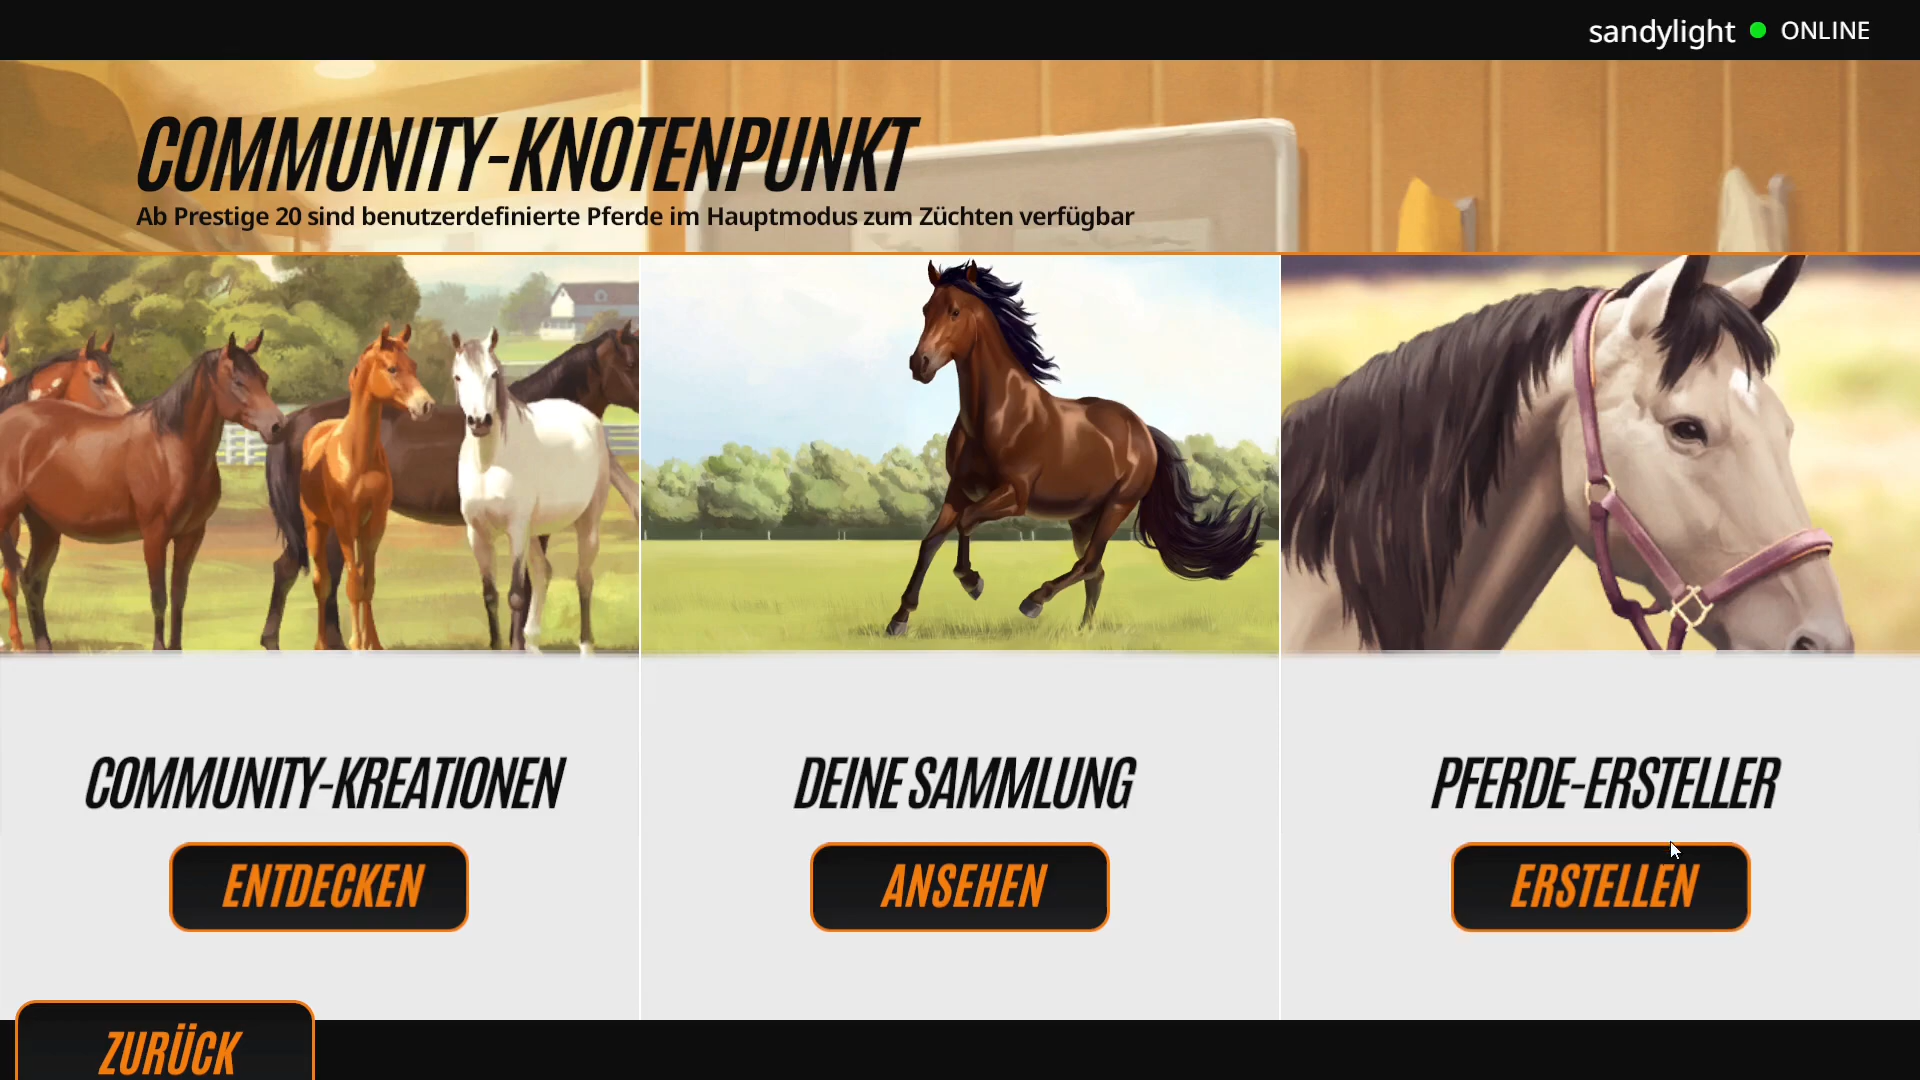 sandylight ONLINE
COMMUNITY-KNOTENPUNKT
Ab Prestige 20 sind benutzerdefinierte Pferde im Hauptmodus zum Züchten verfügbar
COMMUNITY-KREATIONEN
ENTDECKEN
DEINE SAMMLUNG
ANSEHEN
PFERDE-ERSTELLER
ERSTELLEN
ZURÜCK